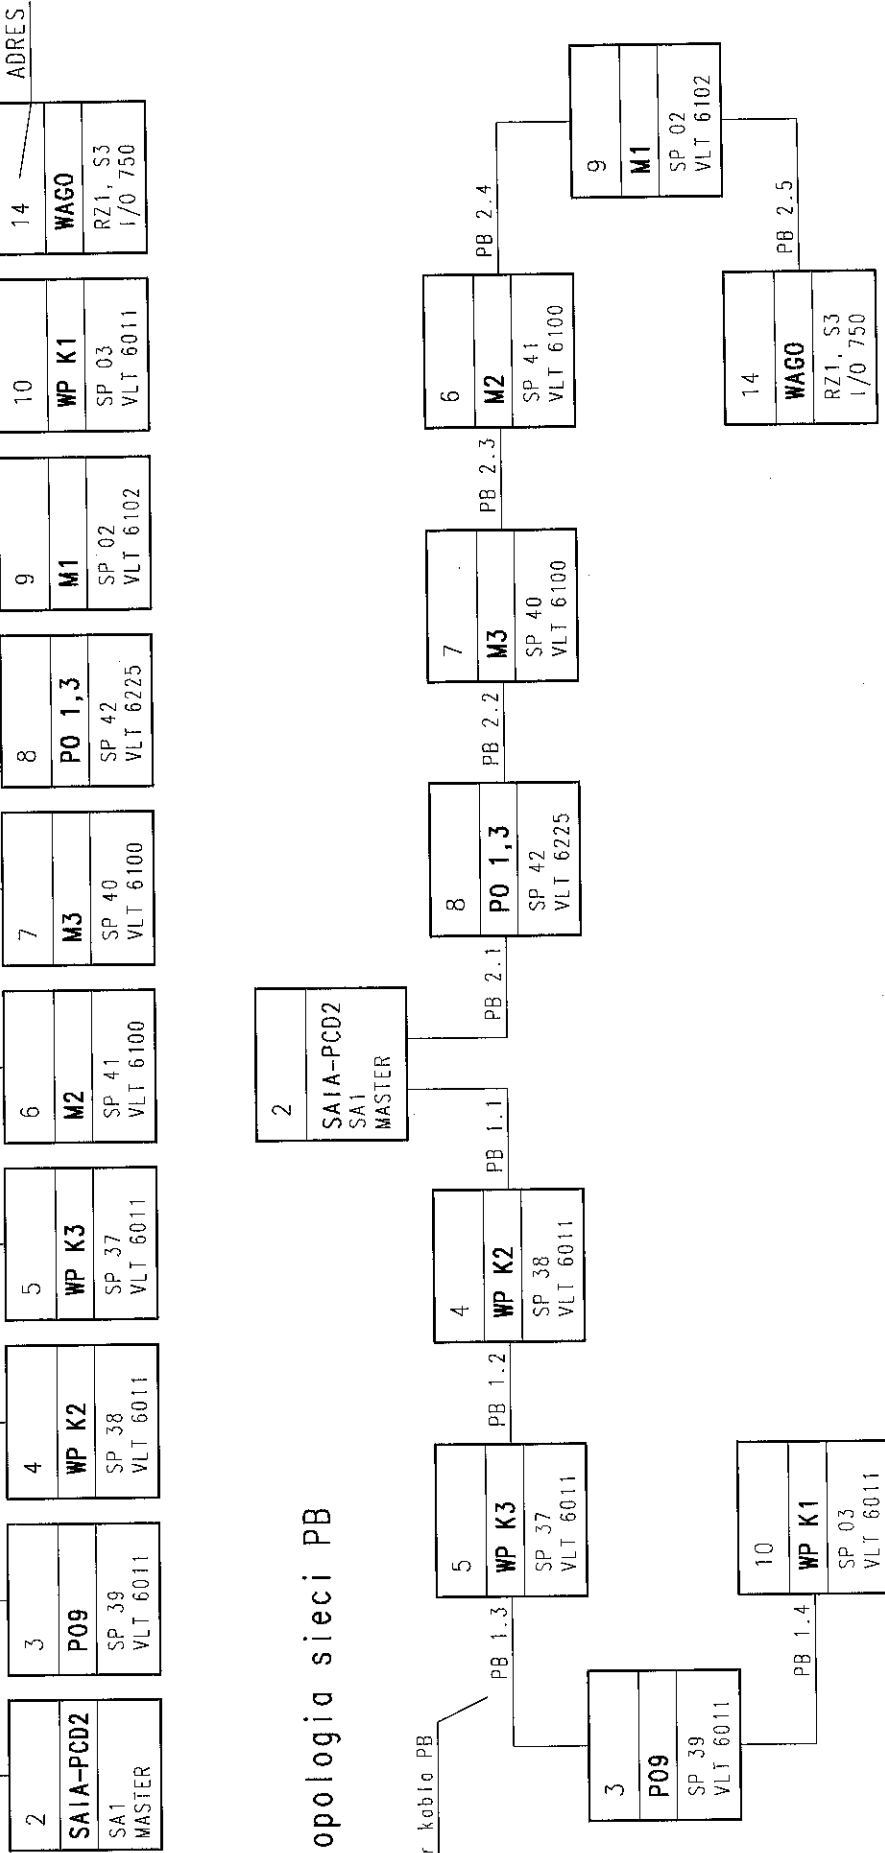 2
SAIA-PCD2
SA1
MASTER
3
P09
SP 39
VLT 6011
4
WP K2
SP 38
VLT 6011
5
WP K3
SP 37
VLT 6011
6
M2
SP 41
VLT 6100
7
M3
SP 40
VLT 6100
8
PO 1,3
SP 42
VLT 6225
9
M1
SP 02
VLT 6102
10
WP K1
SP 03
VLT 6011
14
WAGO
RZ1, S3
I/O 750
ADRES
opologia sieci PB
r kabla PB
2
SAIA-PCD2
SA1
MASTER
PB 1.1
4
WP K2
SP 38
VLT 6011
PB 1.2
5
WP K3
SP 37
VLT 6011
PB 1.3
3
P09
SP 39
VLT 6011
PB 1.4
10
WP K1
SP 03
VLT 6011
PB 2.1
8
PO 1,3
SP 42
VLT 6225
PB 2.2
7
M3
SP 40
VLT 6100
PB 2.3
6
M2
SP 41
VLT 6100
PB 2.4
9
M1
SP 02
VLT 6102
PB 2.5
14
WAGO
RZ1, S3
I/O 750